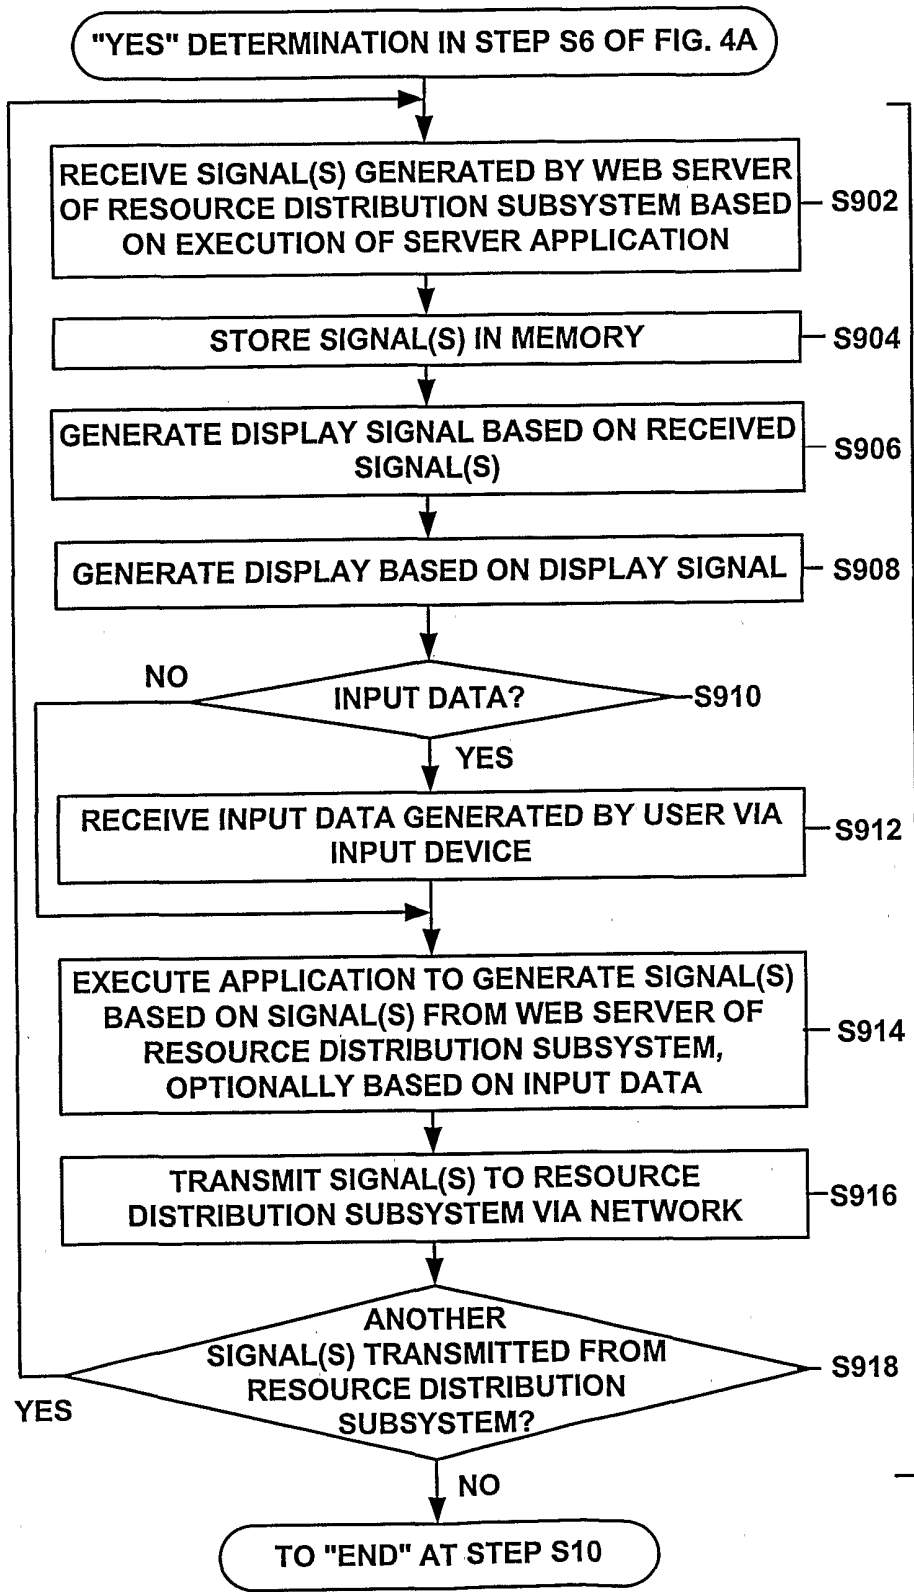 "YES" DETERMINATION IN STEP S6 OF FIG. 4A
RECEIVE SIGNAL(S) GENERATED BY WEB SERVER
OF RESOURCE DISTRIBUTION SUBSYSTEM BASED
ON EXECUTION OF SERVER APPLICATION
S902
STORE SIGNAL(S) IN MEMORY
S904
GENERATE DISPLAY SIGNAL BASED ON RECEIVED
SIGNAL(S)
S906
GENERATE DISPLAY BASED ON DISPLAY SIGNAL
S908
NO
INPUT DATA?
S910
YES
RECEIVE INPUT DATA GENERATED BY USER VIA
INPUT DEVICE
S912
EXECUTE APPLICATION TO GENERATE SIGNAL(S)
BASED ON SIGNAL(S) FROM WEB SERVER OF
RESOURCE DISTRIBUTION SUBSYSTEM,
OPTIONALLY BASED ON INPUT DATA
S914
TRANSMIT SIGNAL(S) TO RESOURCE
DISTRIBUTION SUBSYSTEM VIA NETWORK
S916
ANOTHER
SIGNAL(S) TRANSMITTED FROM
RESOURCE DISTRIBUTION
SUBSYSTEM?
S918
YES
NO
TO "END" AT STEP S10